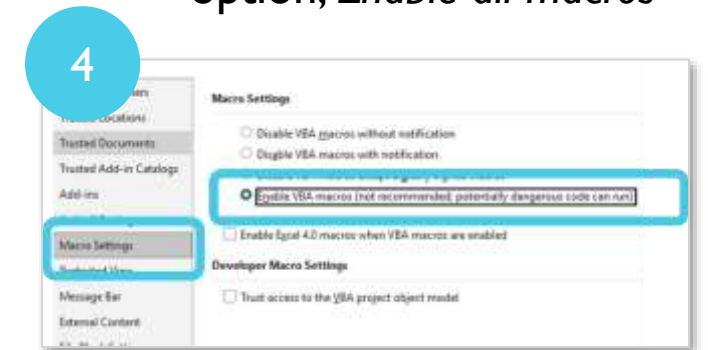 option, Enable all macros
4
Macro Settings
Disable VBA macros without notification
Trusted Documents
Disable VBA macros with notification
Trusted Add-in Catalogs
Add-ins
Enable VBA macros (not recommended; potentially dangerous code can run)
Macro Settings
Enable Excel 4.0 macros when VBA macros are enabled
Developer Macro Settings
Message Bar
Trust access to the VBA project object model
External Content